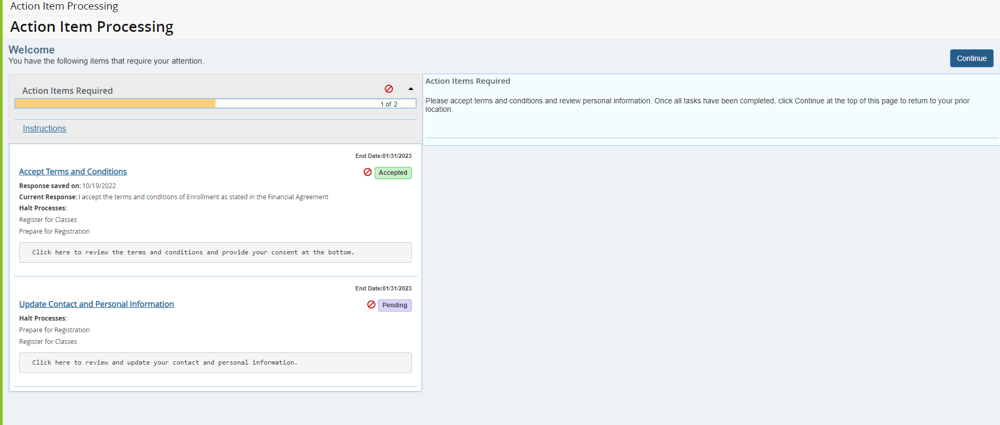 Action Item Processing
Action Item Processing
Welcome
You have the following items that require your attention.
Continue
Action Items Required
1 of 2
Instructions
End Date:01/31/2023
Accept Terms and Conditions
Accepted
Response saved on: 10/19/2022
Current Response: I accept the terms and conditions of Enrollment as stated in the Financial Agreement
Halt Processes:
Register for Classes
Prepare for Registration
Click here to review the terms and conditions and provide your consent at the bottom.
End Date:01/31/2023
Update Contact and Personal Information
Pending
Halt Processes:
Prepare for Registration
Register for Classes
Click here to review and update your contact and personal information.
Action Items Required
Please accept terms and conditions and review personal information. Once all tasks have been completed, click Continue at the top of this page to return to your prior
location.